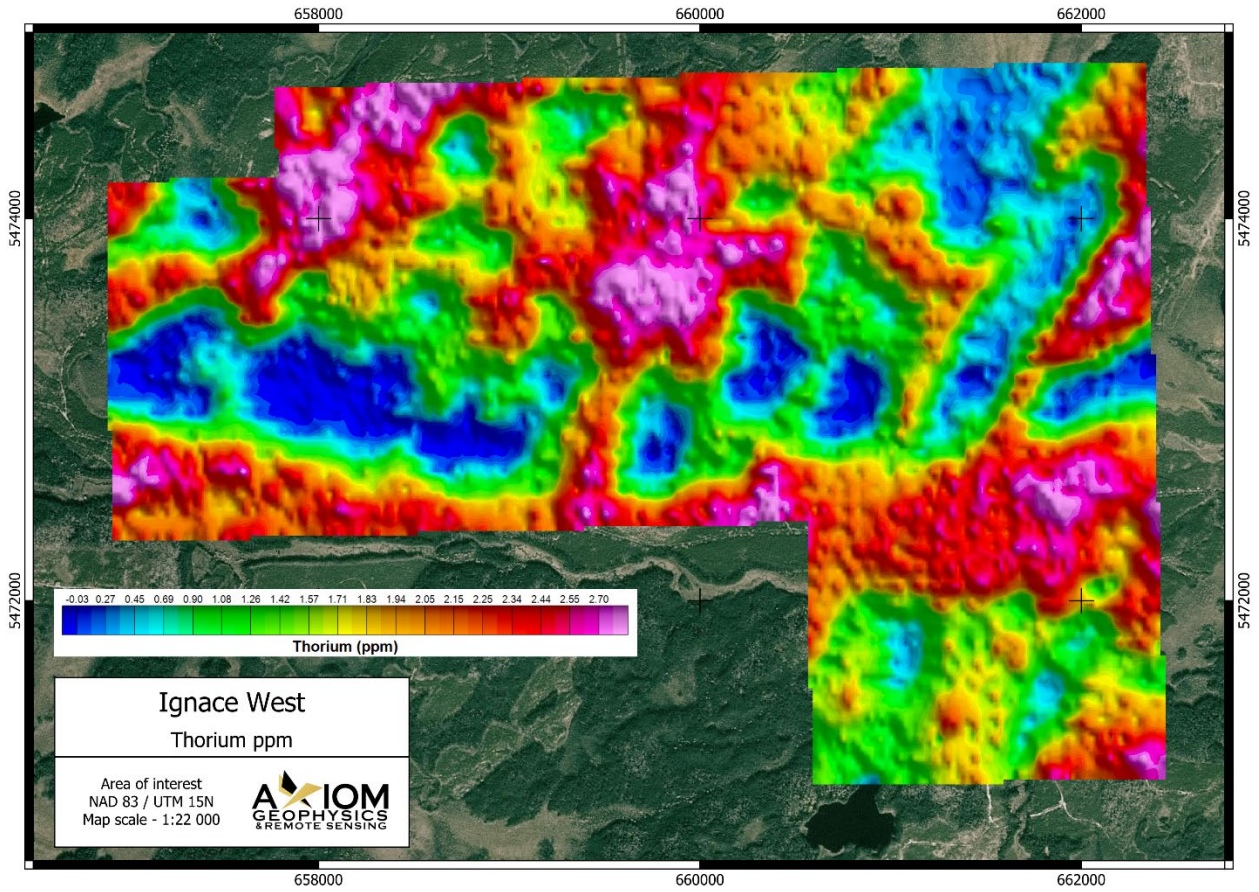 658000 660000 662000
5474000 5474000
-0.03 0.27 0.45 0.69 0.90 1.08 1.26 1.42 1.57 1.71 1.83 1.94 2.05 2.15 2.25 2.34 2.44 2.55 2.70
Thorium (ppm)
5472000 5472000
Ignace West
Thorium ppm
Area of interest
NAD 83 / UTM 15N
Map scale - 1:22 000
AXIOM
GEOPHYSICS
& REMOTE SENSING
658000 660000 662000